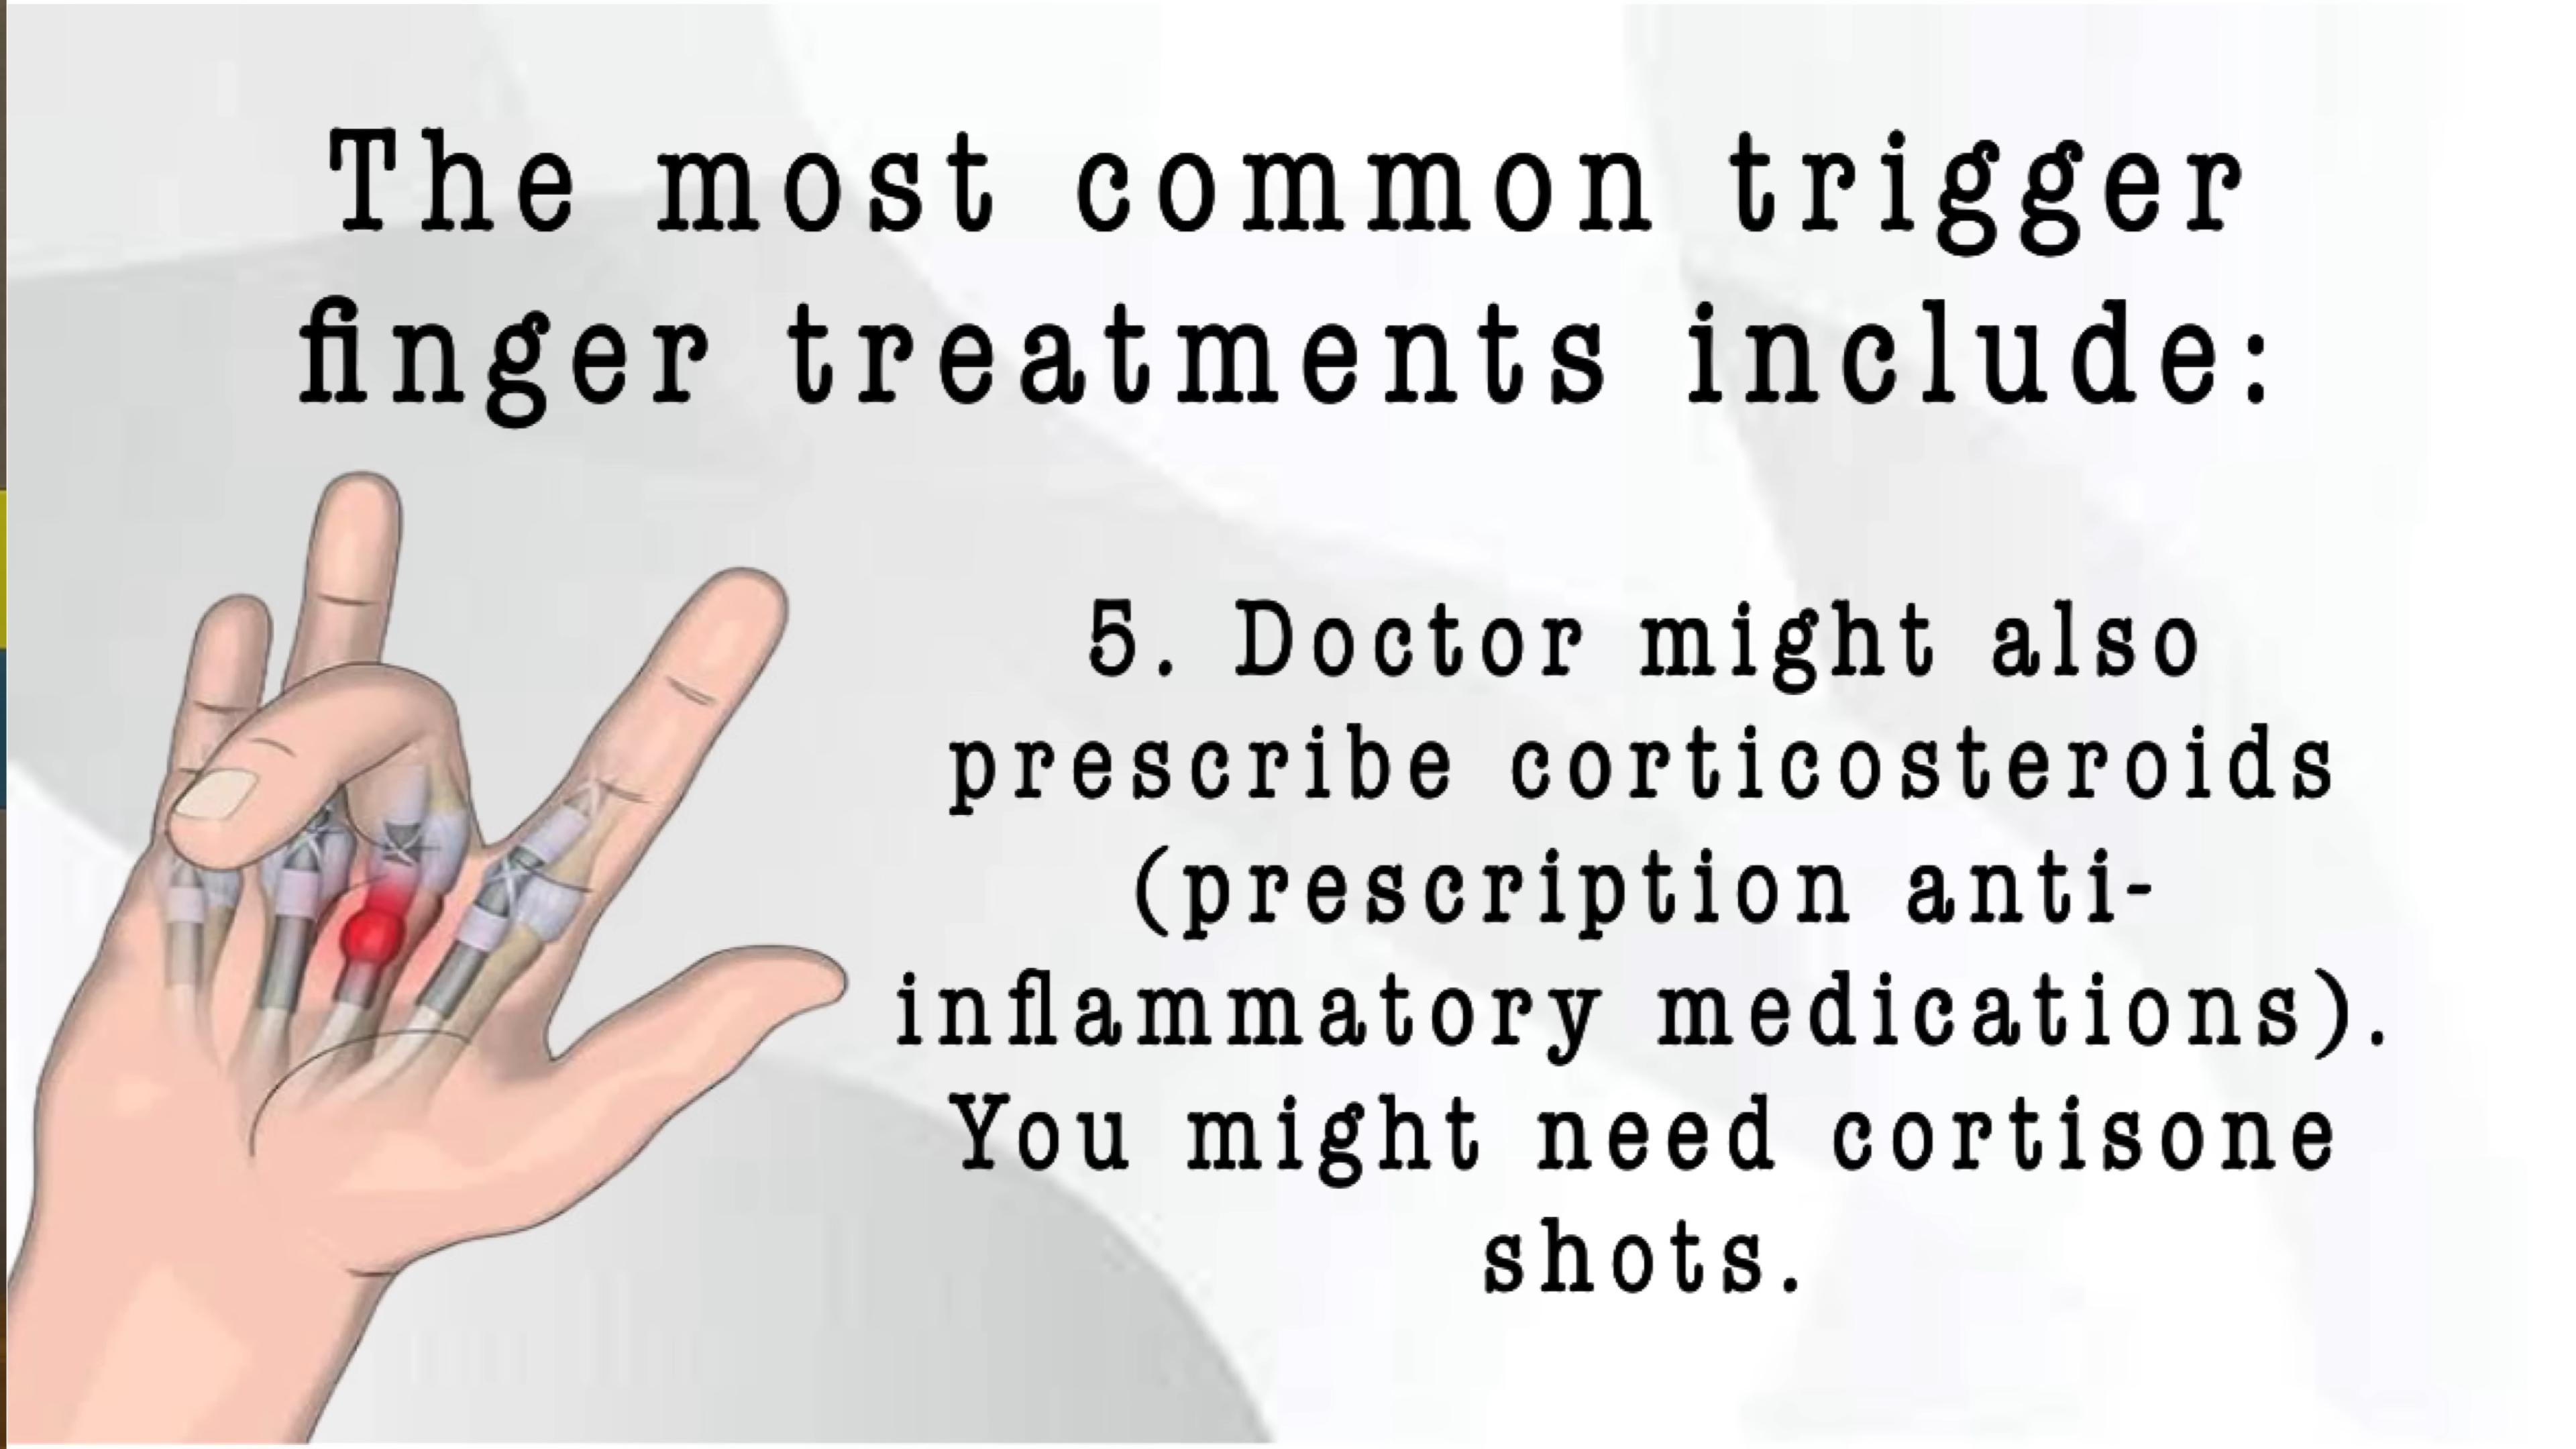 The most common trigger
finger treatments include:
5. Doctor might also
prescribe corticosteroids
(prescription anti-
inflammatory medications).
You might need cortisone
shots.